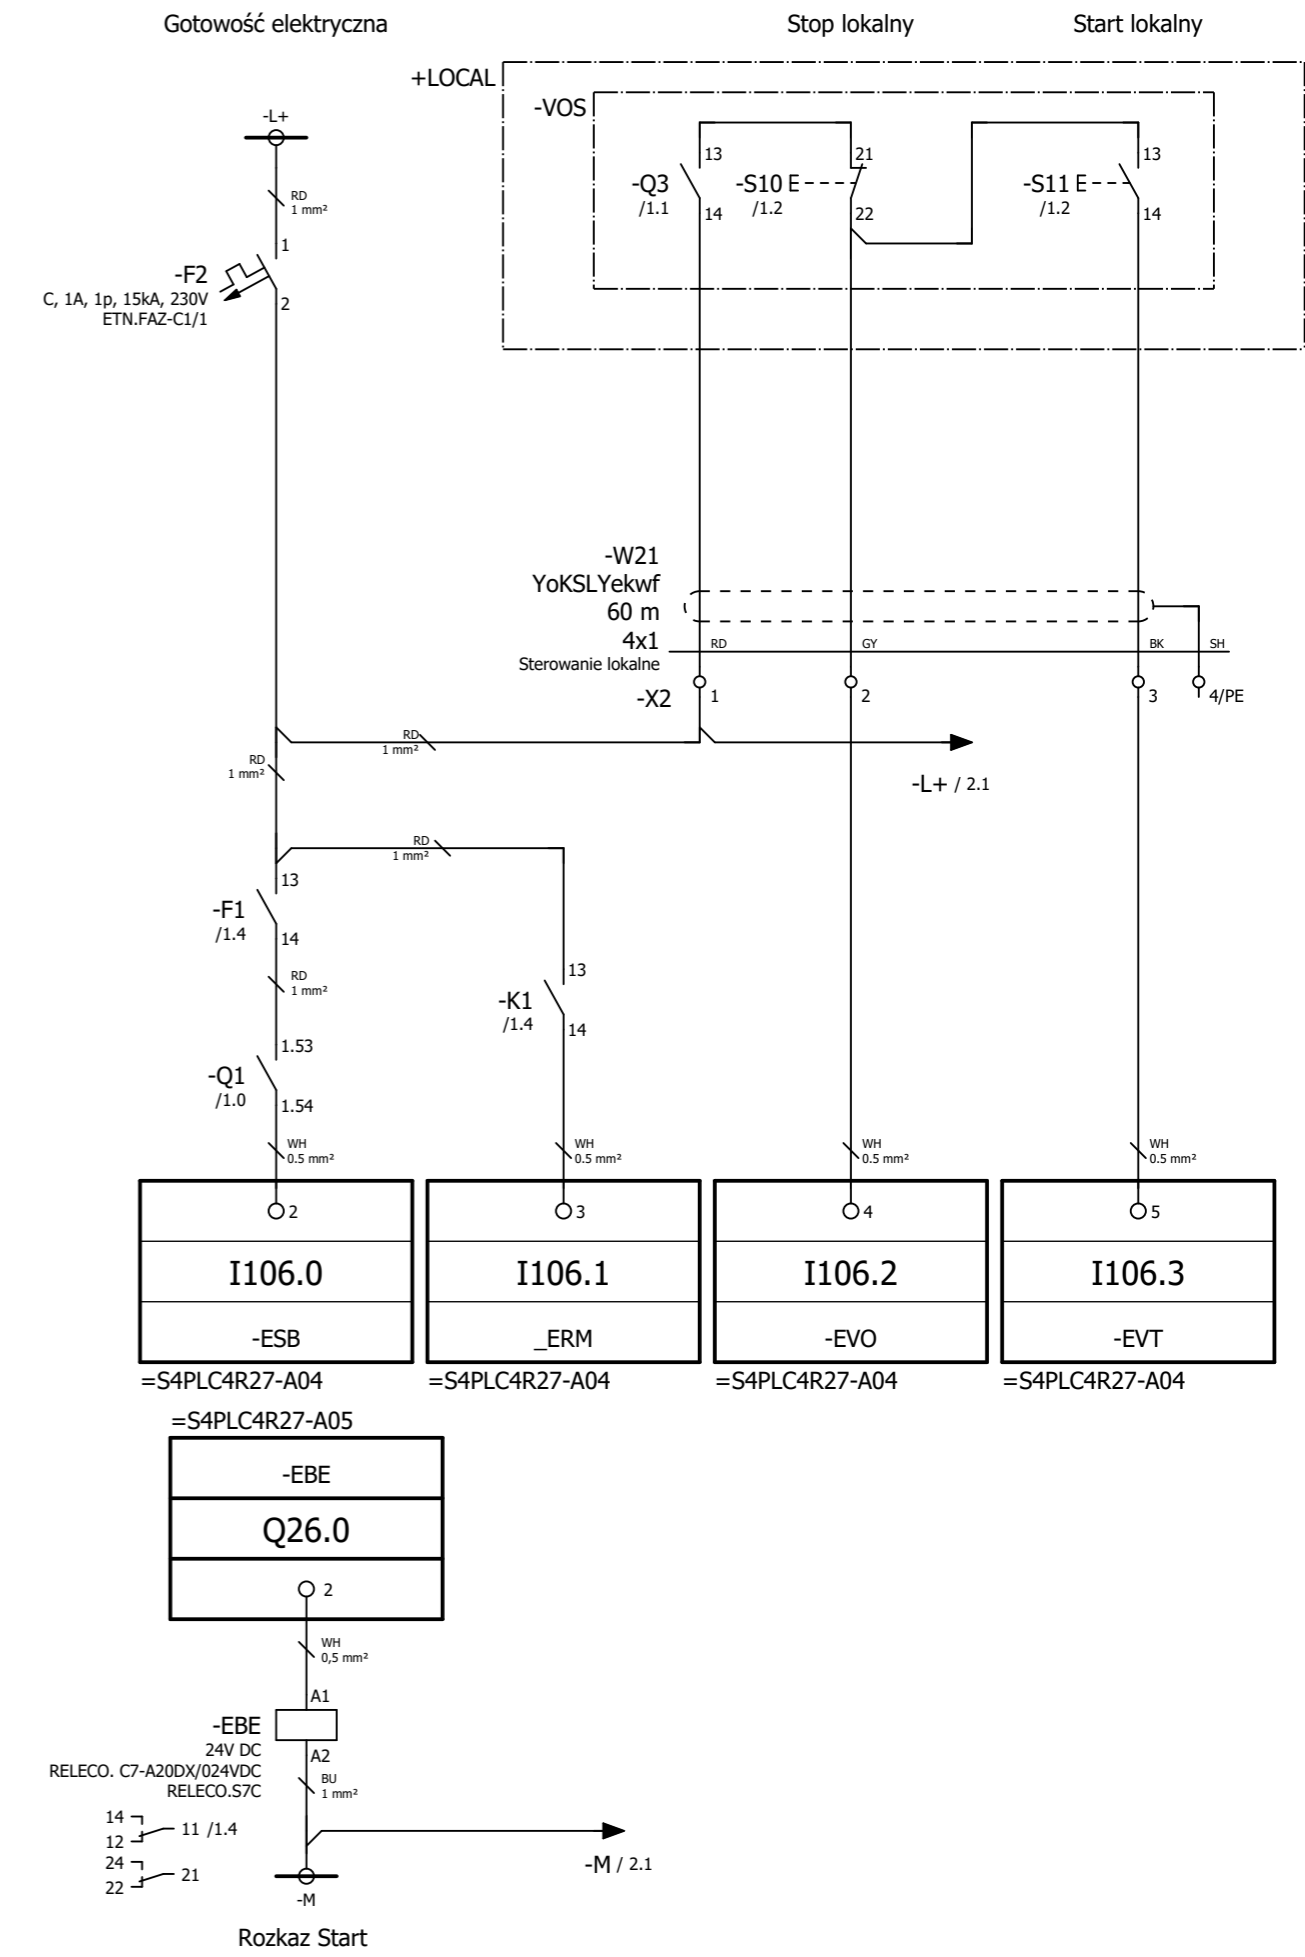 Gotowość elektryczna
Stop lokalny
Start lokalny
+LOCAL
-VOS
-L+
RD
1 mm²
1
-F2
C, 1A, 1p, 15kA, 230V
ETN.FAZ-C1/1
2
13
-Q3
/1.1
14
21
-S10
/1.2
22
13
-S11
/1.2
14
-W21
YoKSLYekwf
60 m
4x1
Sterowanie lokalne
RD
GY
BK
SH
-X2
1
2
3
4/PE
RD
1 mm²
-L+ / 2.1
RD
1 mm²
RD
1 mm²
13
-F1
/1.4
14
RD
1 mm²
13
-K1
/1.4
14
1.53
-Q1
/1.0
1.54
WH
0.5 mm²
WH
0.5 mm²
WH
0.5 mm²
WH
0.5 mm²
2
3
4
5
I106.0
I106.1
I106.2
I106.3
-ESB
_ERM
-EVO
-EVT
=S4PLC4R27-A04
=S4PLC4R27-A04
=S4PLC4R27-A04
=S4PLC4R27-A04
=S4PLC4R27-A05
-EBE
Q26.0
2
WH
0,5 mm²
A1
-EBE
24V DC
RELECO. C7-A20DX/024VDC
RELECO.S7C
A2
BU
1 mm²
14
12
11 /1.4
24
22
21
-M / 2.1
-M
Rozkaz Start